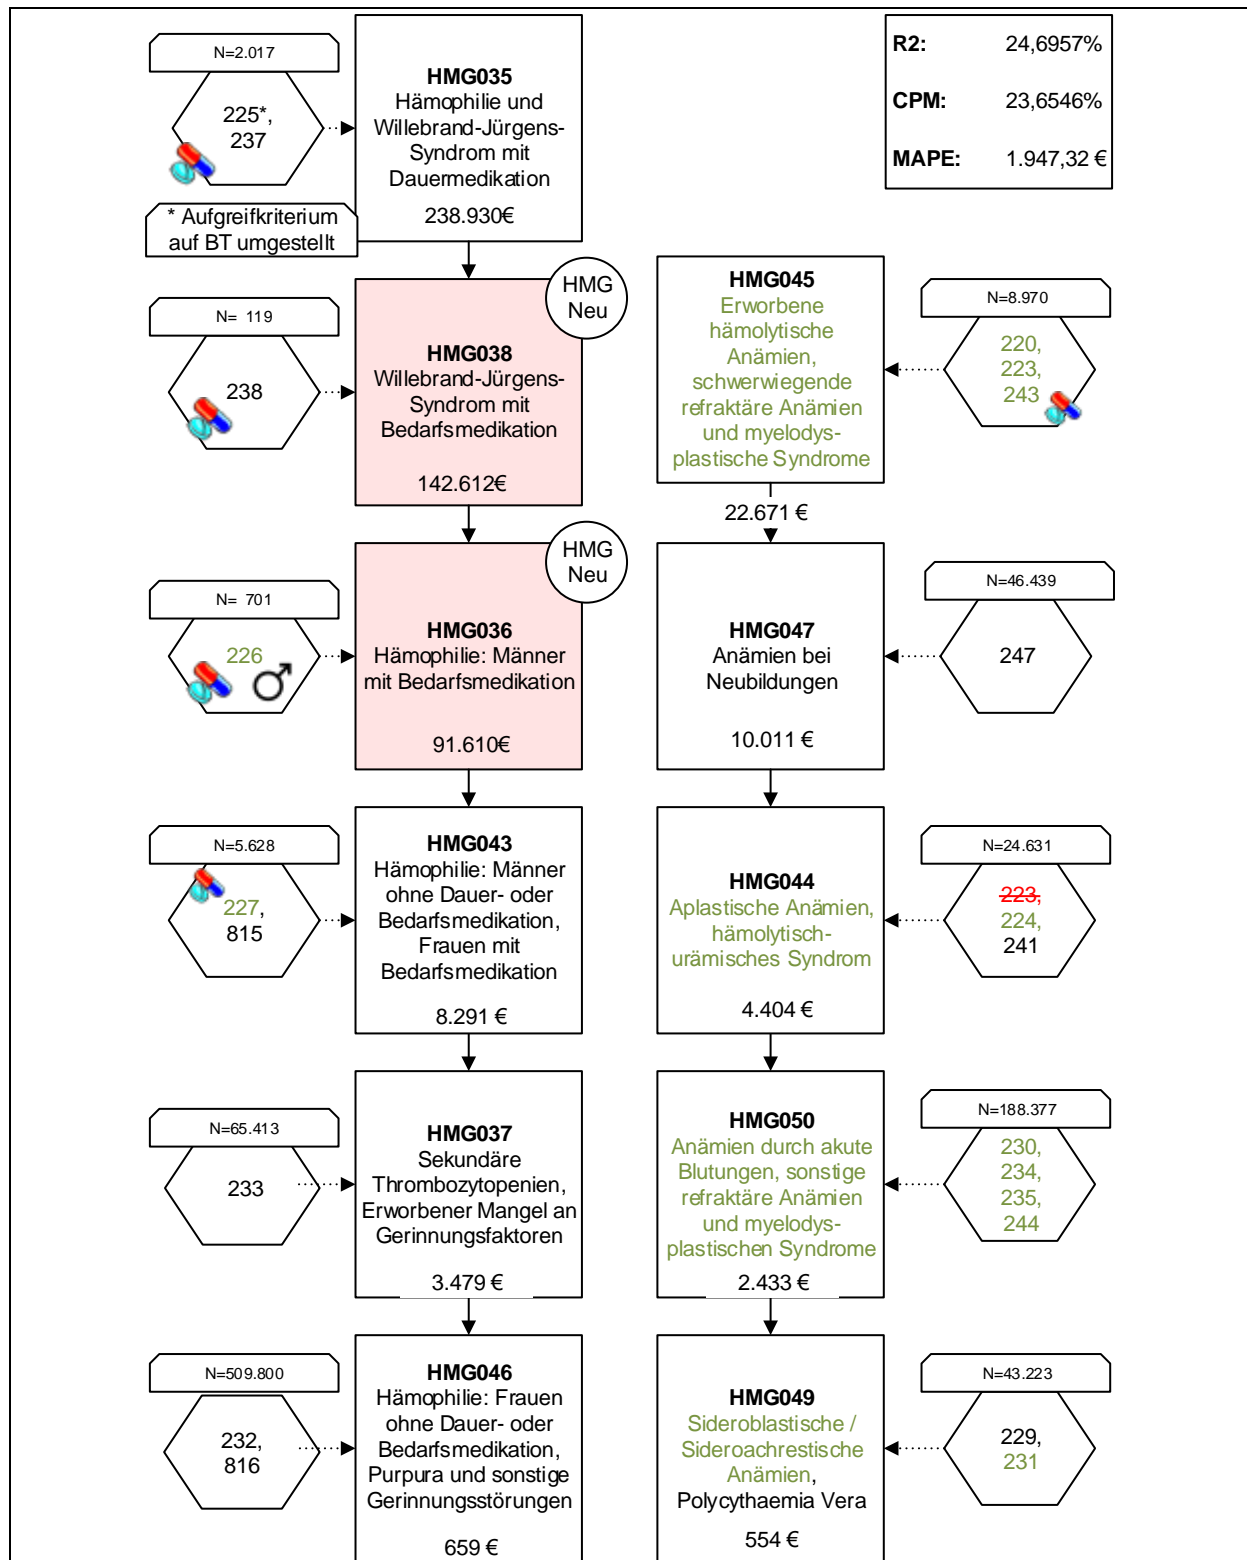 N=2.017
225*,
237
* Aufgreifkriterium
auf BT umgestellt
HMG035
Hämophilie und
Willebrand-Jürgens-
Syndrom mit
Dauermedikation
238.930€
R2: 24,6957%
CPM: 23,6546%
MAPE: 1.947,32 €
N= 119
238
HMG
Neu
HMG038
Willebrand-Jürgens-
Syndrom mit
Bedarfsmedikation
142.612€
HMG045
Erworbene
hämolytische
Anämien,
schwerwiegende
refraktäre Anämien
und myelodys-
plastische Syndrome
22.671 €
N=8.970
220,
223,
243
N= 701
226
HMG
Neu
HMG036
Hämophilie: Männer
mit Bedarfsmedikation
91.610€
HMG047
Anämien bei
Neubildungen
10.011 €
N=46.439
247
N=5.628
227,
815
HMG043
Hämophilie: Männer
ohne Dauer- oder
Bedarfsmedikation,
Frauen mit
Bedarfsmedikation
8.291 €
HMG044
Aplastische Anämien,
hämolytisch-
urämisches Syndrom
4.404 €
N=24.631
223,
224,
241
N=65.413
233
HMG037
Sekundäre
Thrombozytopenien,
Erworbener Mangel an
Gerinnungsfaktoren
3.479 €
HMG050
Anämien durch akute
Blutungen, sonstige
refraktäre Anämien
und myelodys-
plastischen Syndrome
2.433 €
N=188.377
230,
234,
235,
244
N=509.800
232,
816
HMG046
Hämophilie: Frauen
ohne Dauer- oder
Bedarfsmedikation,
Purpura und sonstige
Gerinnungsstörungen
659 €
HMG049
Sideroblastische /
Sideroachrestische
Anämien,
Polycythaemia Vera
554 €
N=43.223
229,
231